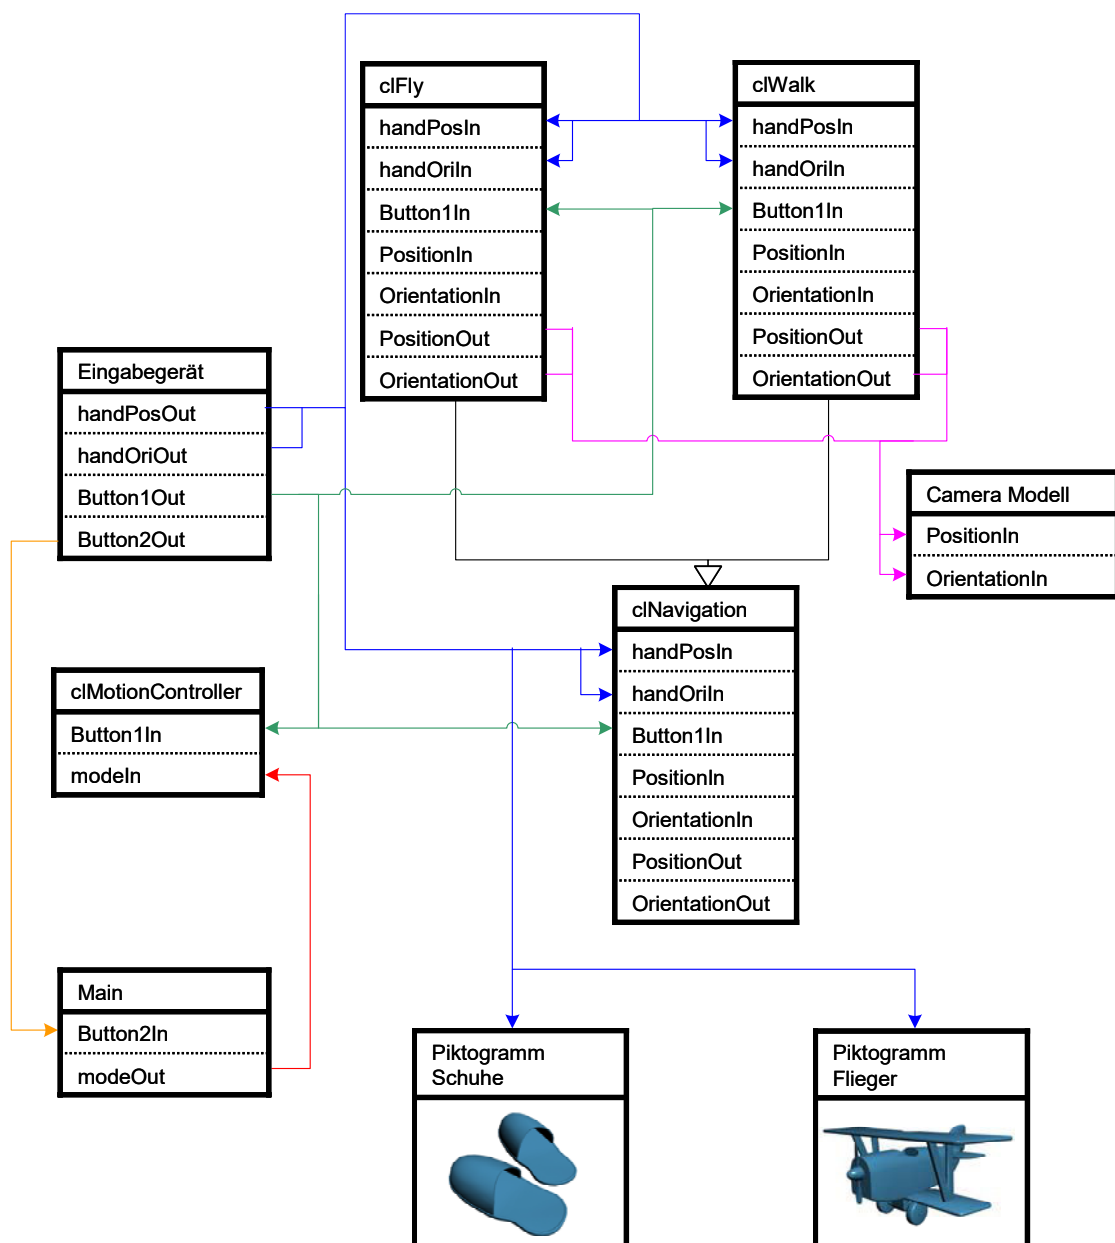 clFly
handPosIn
handOriIn
Button1In
PositionIn
OrientationIn
PositionOut
OrientationOut
clWalk
handPosIn
handOriIn
Button1In
PositionIn
OrientationIn
PositionOut
OrientationOut
Eingabegerät
handPosOut
handOriOut
Button1Out
Button2Out
Camera Modell
PositionIn
OrientationIn
clNavigation
handPosIn
handOriIn
Button1In
PositionIn
OrientationIn
PositionOut
OrientationOut
clMotionController
Button1In
modeIn
Main
Button2In
modeOut
Piktogramm
Schuhe
Piktogramm
Flieger